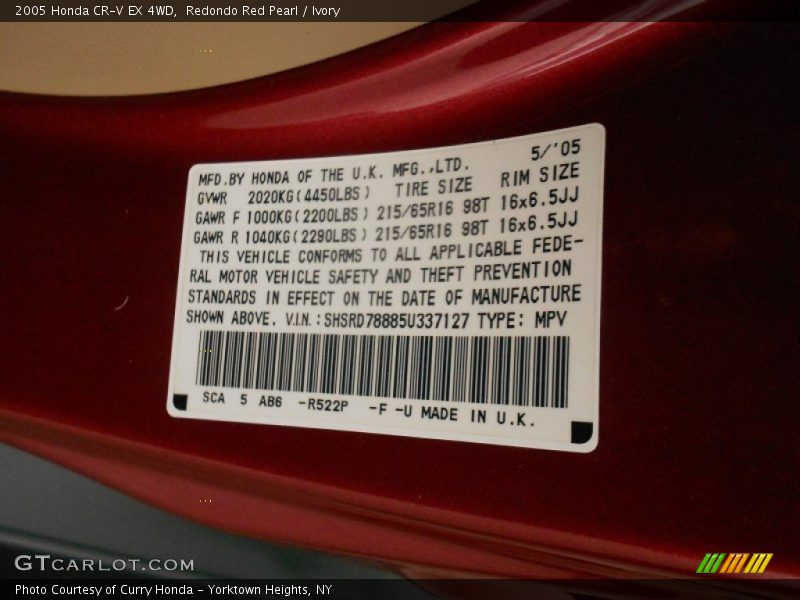 2005 Honda CR-V EX 4WD, Redondo Red Pearl / Ivory
MFD.BY HONDA OF THE U.K. MFG.,LTD. 5/'05
GVWR 2020KG(4450LBS) TIRE SIZE RIM SIZE
GAWR F 1000KG(2200LBS) 215/65R16 98T 16x6.5JJ
GAWR R 1040KG(2290LBS) 215/65R16 98T 16x6.5JJ
THIS VEHICLE CONFORMS TO ALL APPLICABLE FEDE-
RAL MOTOR VEHICLE SAFETY AND THEFT PREVENTION
STANDARDS IN EFFECT ON THE DATE OF MANUFACTURE
SHOWN ABOVE. V.I.N.:SHSRD78885U337127 TYPE: MPV
SCA 5 AB6 -R522P -F -U MADE IN U.K.
GTCARLOT.COM
Photo Courtesy of Curry Honda - Yorktown Heights, NY